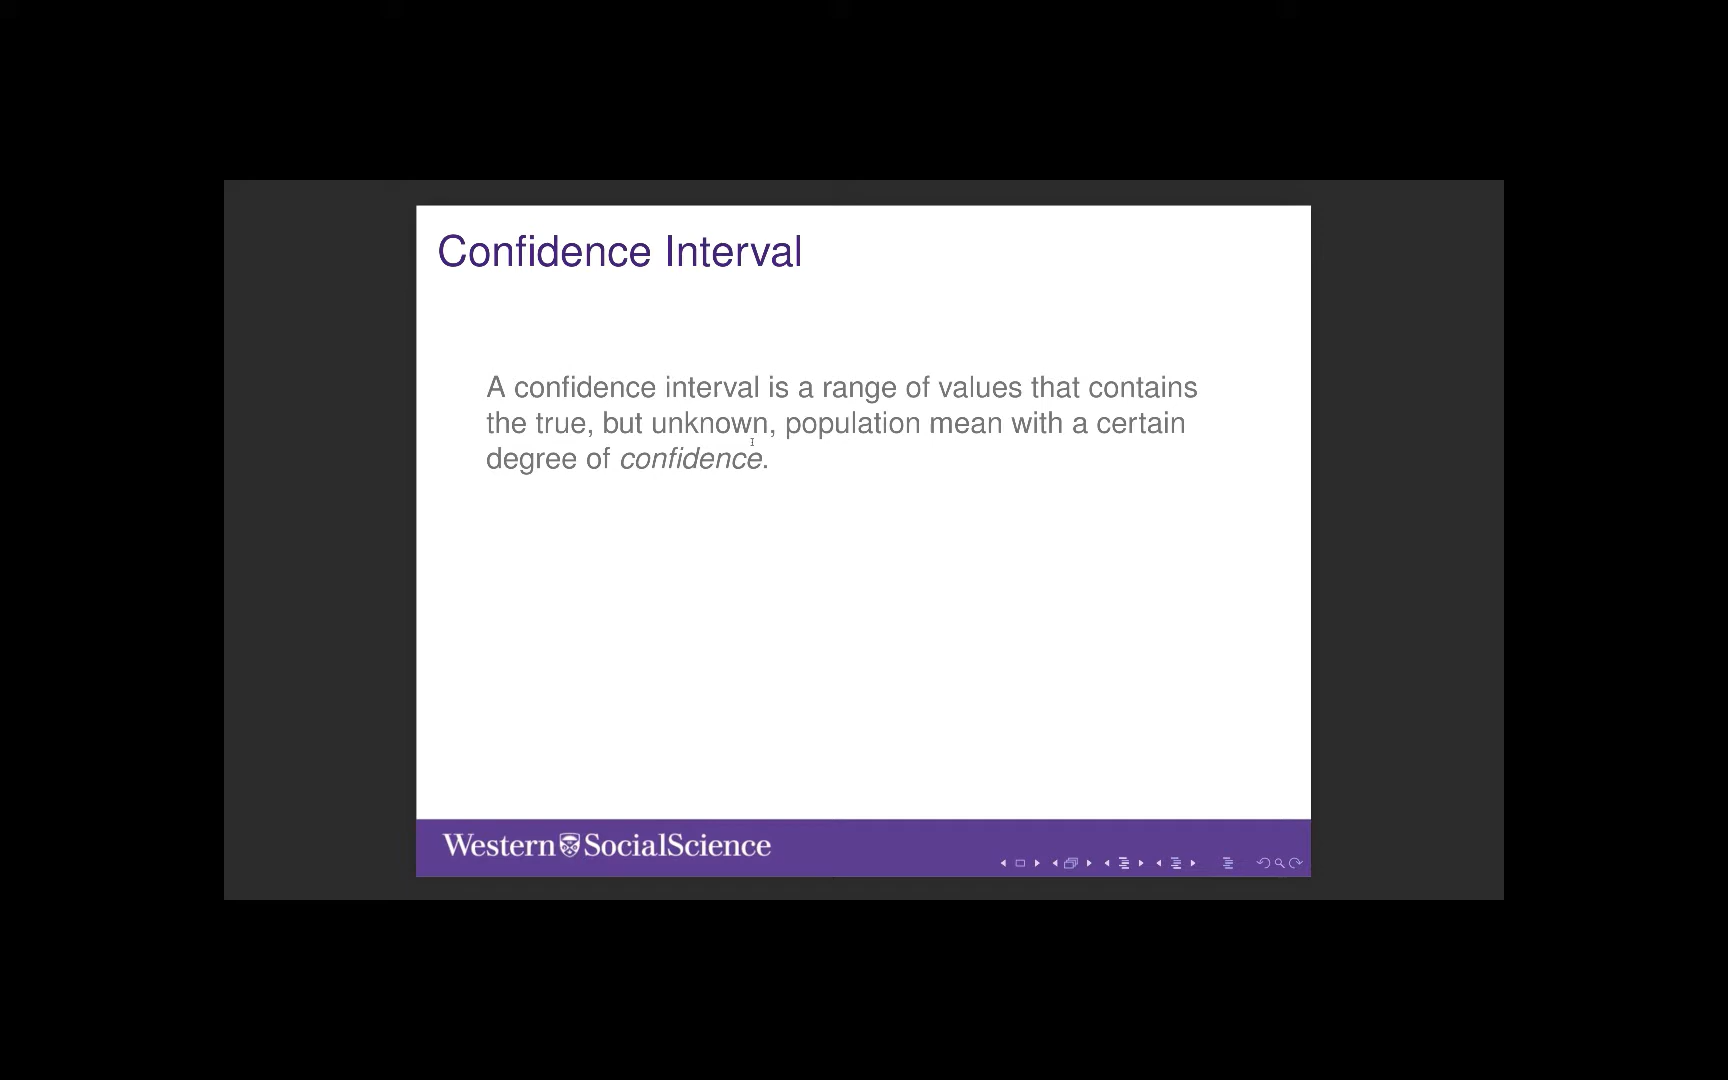 Confidence Interval
A confidence interval is a range of values that contains
the true, but unknown, population mean with a certain
degree of confidence.
Western SocialScience